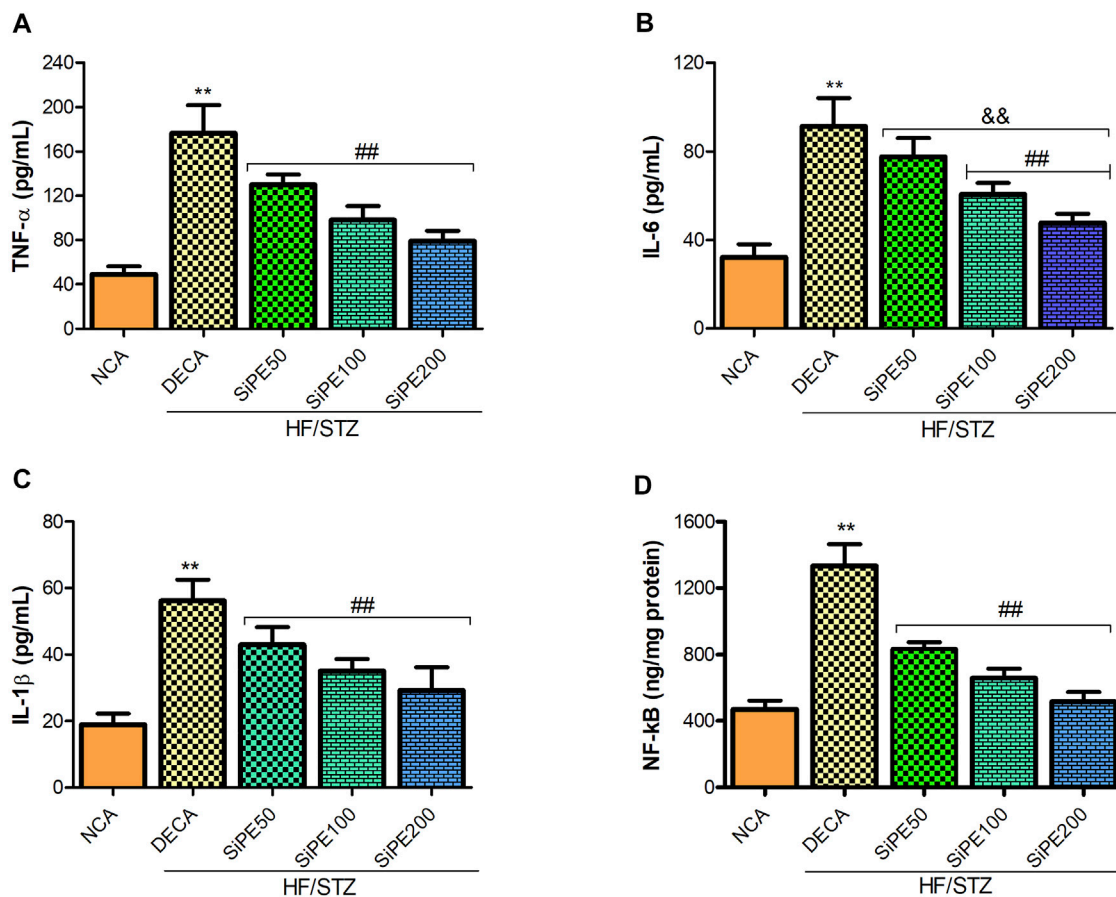 A
TNF-α (pg/mL)
240
200
160
120
80
40
0
**
##
NCA
DECA
SiPE50
SiPE100
SiPE200
HF/STZ
B
IL-6 (pg/mL)
120
80
40
0
**
&&
##
NCA
DECA
SiPE50
SiPE100
SiPE200
HF/STZ
C
IL-1β (pg/mL)
80
60
40
20
0
**
##
NCA
DECA
SiPE50
SiPE100
SiPE200
HF/STZ
D
NF-kB (ng/mg protein)
1600
1200
800
400
0
**
##
NCA
DECA
SiPE50
SiPE100
SiPE200
HF/STZ